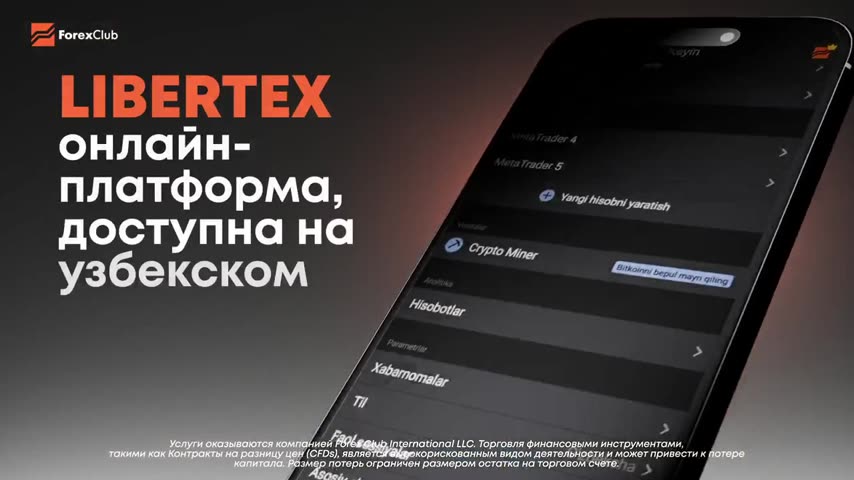 ForexClub
LIBERTEX
онлайн-
платформа,
доступна на
узбекском
MetaTrader 4
MetaTrader 5
Yangi hisobni yaratish
Crypto Miner
Bitkoinni bepul mayn qiling
Analitika
Hisobotlar
Parametrlar
Xabarnomalar
Til
Услуги оказываются компанией Forex Club International LLC. Торговля финансовыми инструментами,
такими как Контракты на разницу цен (CFDs), является высокорискованным видом деятельности и может привести к потере
капитала. Размер потерь ограничен размером остатка на торговом счете.